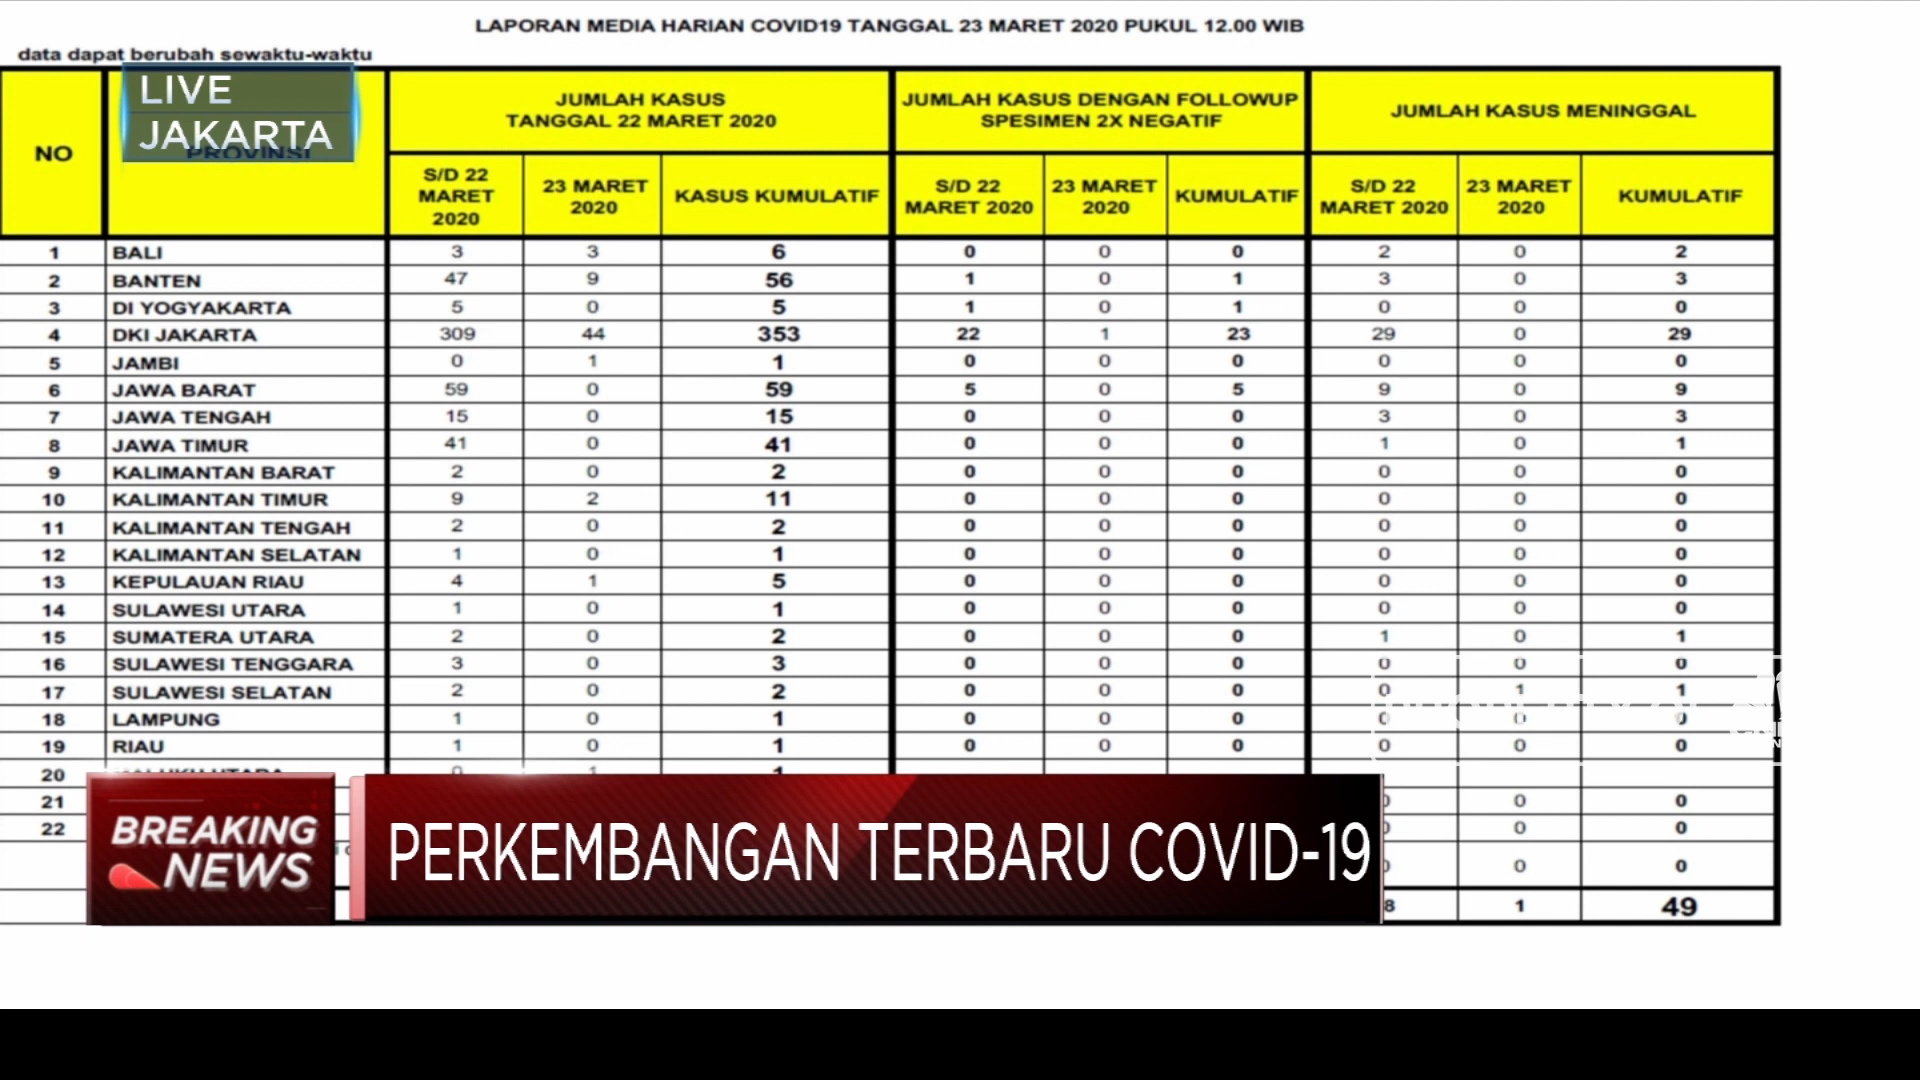 LAPORAN MEDIA HARIAN COVID19 TANGGAL 23 MARET 2020 PUKUL 12.00 WIB
data dapat berubah sewaktu-waktu
LIVE
JAKARTA
NO PROVINSI
JUMLAH KASUS
TANGGAL 22 MARET 2020
JUMLAH KASUS DENGAN FOLLOWUP
SPESIMEN 2X NEGATIF
JUMLAH KASUS MENINGGAL
S/D 22
MARET
2020
23 MARET
2020
KASUS KUMULATIF
S/D 22
MARET 2020
23 MARET
2020
KUMULATIF
S/D 22
MARET 2020
23 MARET
2020
KUMULATIF
1 BALI 3 3 6 0 0 0 2 0 2
2 BANTEN 47 9 56 1 0 1 3 0 3
3 DI YOGYAKARTA 5 0 5 1 0 1 0 0 0
4 DKI JAKARTA 309 44 353 22 1 23 29 0 29
5 JAMBI 0 1 1 0 0 0 0 0 0
6 JAWA BARAT 59 0 59 5 0 5 9 0 9
7 JAWA TENGAH 15 0 15 0 0 0 3 0 3
8 JAWA TIMUR 41 0 41 0 0 0 1 0 1
9 KALIMANTAN BARAT 2 0 2 0 0 0 0 0 0
10 KALIMANTAN TIMUR 9 2 11 0 0 0 0 0 0
11 KALIMANTAN TENGAH 2 0 2 0 0 0 0 0 0
12 KALIMANTAN SELATAN 1 0 1 0 0 0 0 0 0
13 KEPULAUAN RIAU 4 1 5 0 0 0 0 0 0
14 SULAWESI UTARA 1 0 1 0 0 0 0 0 0
15 SUMATERA UTARA 2 0 2 0 0 0 1 0 1
16 SULAWESI TENGGARA 3 0 3 0 0 0 0 0 0
17 SULAWESI SELATAN 2 0 2 0 0 0 0 1 1
18 LAMPUNG 1 0 1 0 0 0 0 0 0
19 RIAU 1 0 1 0 0 0 0 0 0
20 MALUKU UTARA 0 1 1
21 0 0 0
22 0 0 0
0 0 0
8 1 49
BREAKING
NEWS
PERKEMBANGAN TERBARU COVID-19